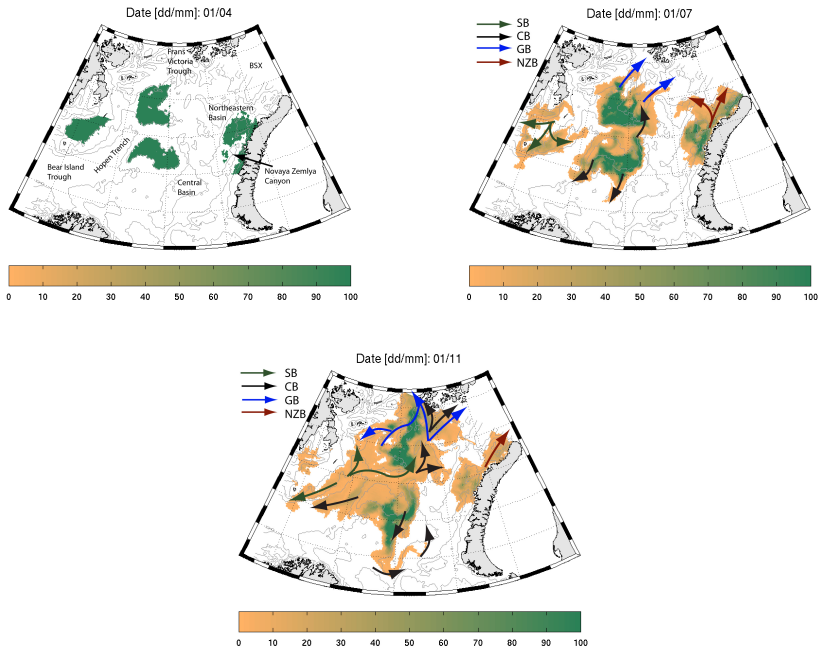 Date [dd/mm]: 01/04
Frans
Victoria
Trough
BSX
Northeastern
Basin
Hopen Trench
Bear Island
Trough
Central
Basin
Novaya Zemlya
Canyon
0 10 20 30 40 50 60 70 80 90 100
Date [dd/mm]: 01/07
SB
CB
GB
NZB
0 10 20 30 40 50 60 70 80 90 100
Date [dd/mm]: 01/11
SB
CB
GB
NZB
0 10 20 30 40 50 60 70 80 90 100